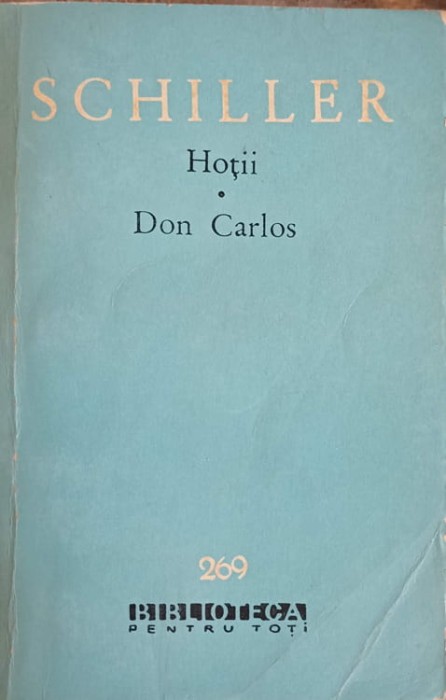 SCHILLER
Hoţii
Don Carlos
269
BIBLIOTECA
PENTRU TOŢI